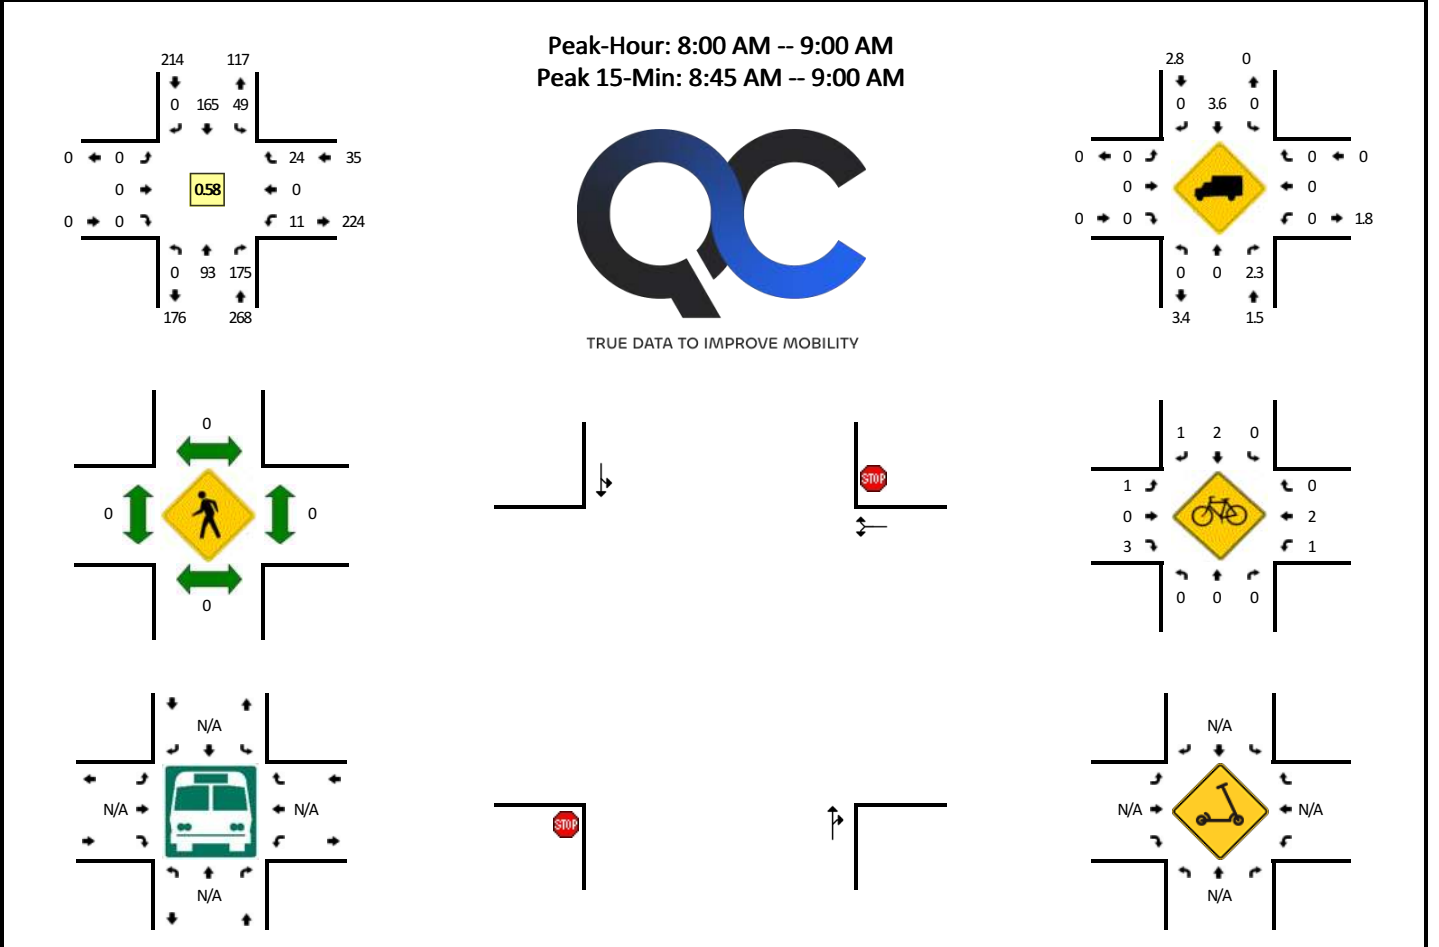 Peak-Hour: 8:00 AM -- 9:00 AM
Peak 15-Min: 8:45 AM -- 9:00 AM
214 117
0 165 49
0 0 24 35
0 0.58 0
0 0 11 224
0 93 175
176 268
TRUE DATA TO IMPROVE MOBILITY
2.8 0
0 3.6 0
0 0 0 0
0 0
0 0 0 1.8
0 0 2.3
3.4 1.5
0
0 0
0
STOP
STOP
1 2 0
1 0
0 2
3 1
0 0 0
N/A
N/A N/A
N/A
N/A
N/A N/A
N/A